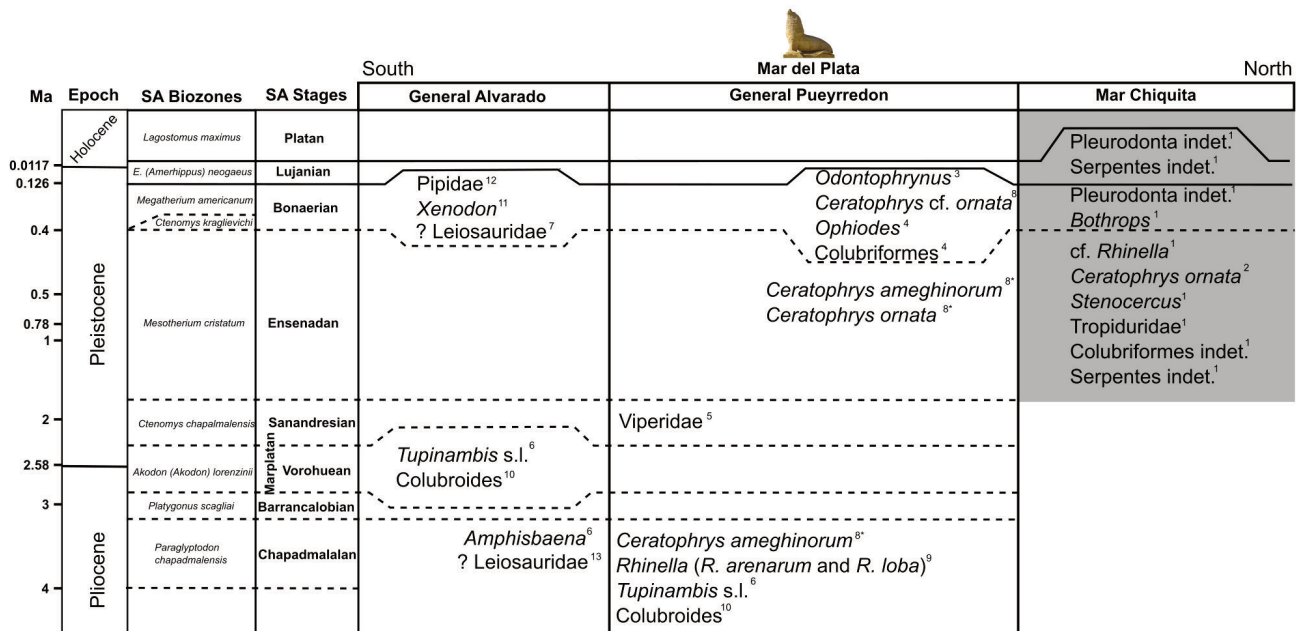 South Mar del Plata North
Ma Epoch SA Biozones SA Stages General Alvarado General Pueyrredon Mar Chiquita
Holocene Lagostomus maximus Platan
Pleurodonta indet.¹
Serpentes indet.¹
0.0117
E. (Amerhippus) neogaeus Lujanian
0.126
Megatherium americanum
Ctenomys kraglievichi
Bonaerian
Pipidae¹²
Xenodon¹¹
? Leiosauridae⁷
Odontophrynus³
Ceratophrys cf. ornata⁸
Ophiodes⁴
Colubriformes⁴
Pleurodonta indet.¹
Bothrops¹
0.4
Pleistocene
0.5
0.78
1
Mesotherium cristatum Ensenadan
Ceratophrys ameghinorum⁸*
Ceratophrys ornata⁸*
cf. Rhinella¹
Ceratophrys ornata²
Stenocercus¹
Tropiduridae¹
Colubriformes indet.¹
Serpentes indet.¹
2
Ctenomys chapalmalensis Sanandresian
Viperidae⁵
Marplatan
2.58
Akodon (Akodon) lorenzinii Vorohuean
Tupinambis s.l.⁶
Colubroides¹⁰
3
Platygonus scagliai Barrancalobian
Pliocene
Paraglyptodon
chapadmalensis
Chapadmalalan
Amphisbaena⁶
? Leiosauridae¹³
Ceratophrys ameghinorum⁸*
Rhinella (R. arenarum and R. loba)⁹
Tupinambis s.l.⁶
Colubroides¹⁰
4